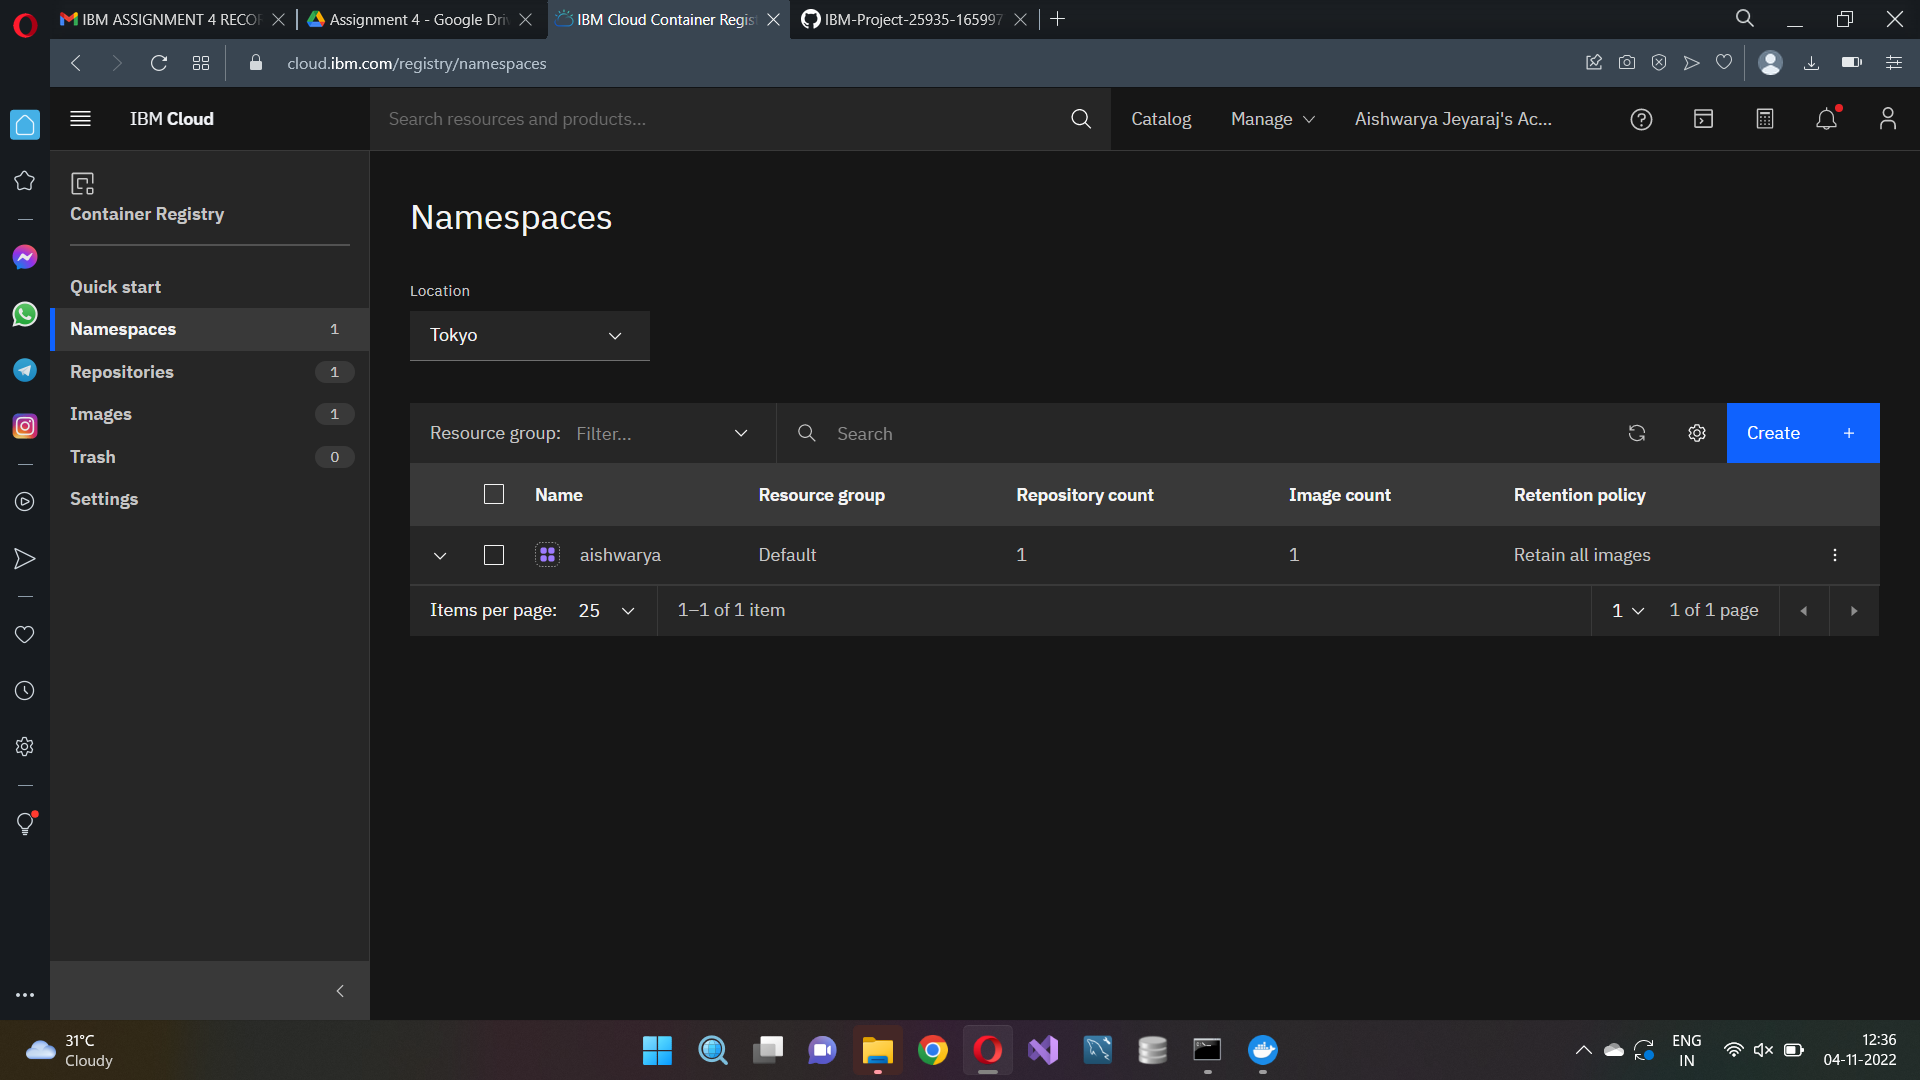 IBM ASSIGNMENT 4 RECOR
Assignment 4 - Google Driv
IBM Cloud Container Regist
IBM-Project-25935-165997
cloud.ibm.com/registry/namespaces
IBM Cloud
Search resources and products...
Catalog
Manage
Aishwarya Jeyaraj's Ac...
Container Registry
Quick start
Namespaces 1
Repositories 1
Images 1
Trash 0
Settings
Namespaces
Location
Tokyo
Resource group: Filter...
Search
Create +
Name Resource group Repository count Image count Retention policy
aishwarya Default 1 1 Retain all images
Items per page: 25 1–1 of 1 item 1 1 of 1 page
31°C
Cloudy
ENG
IN
12:36
04-11-2022